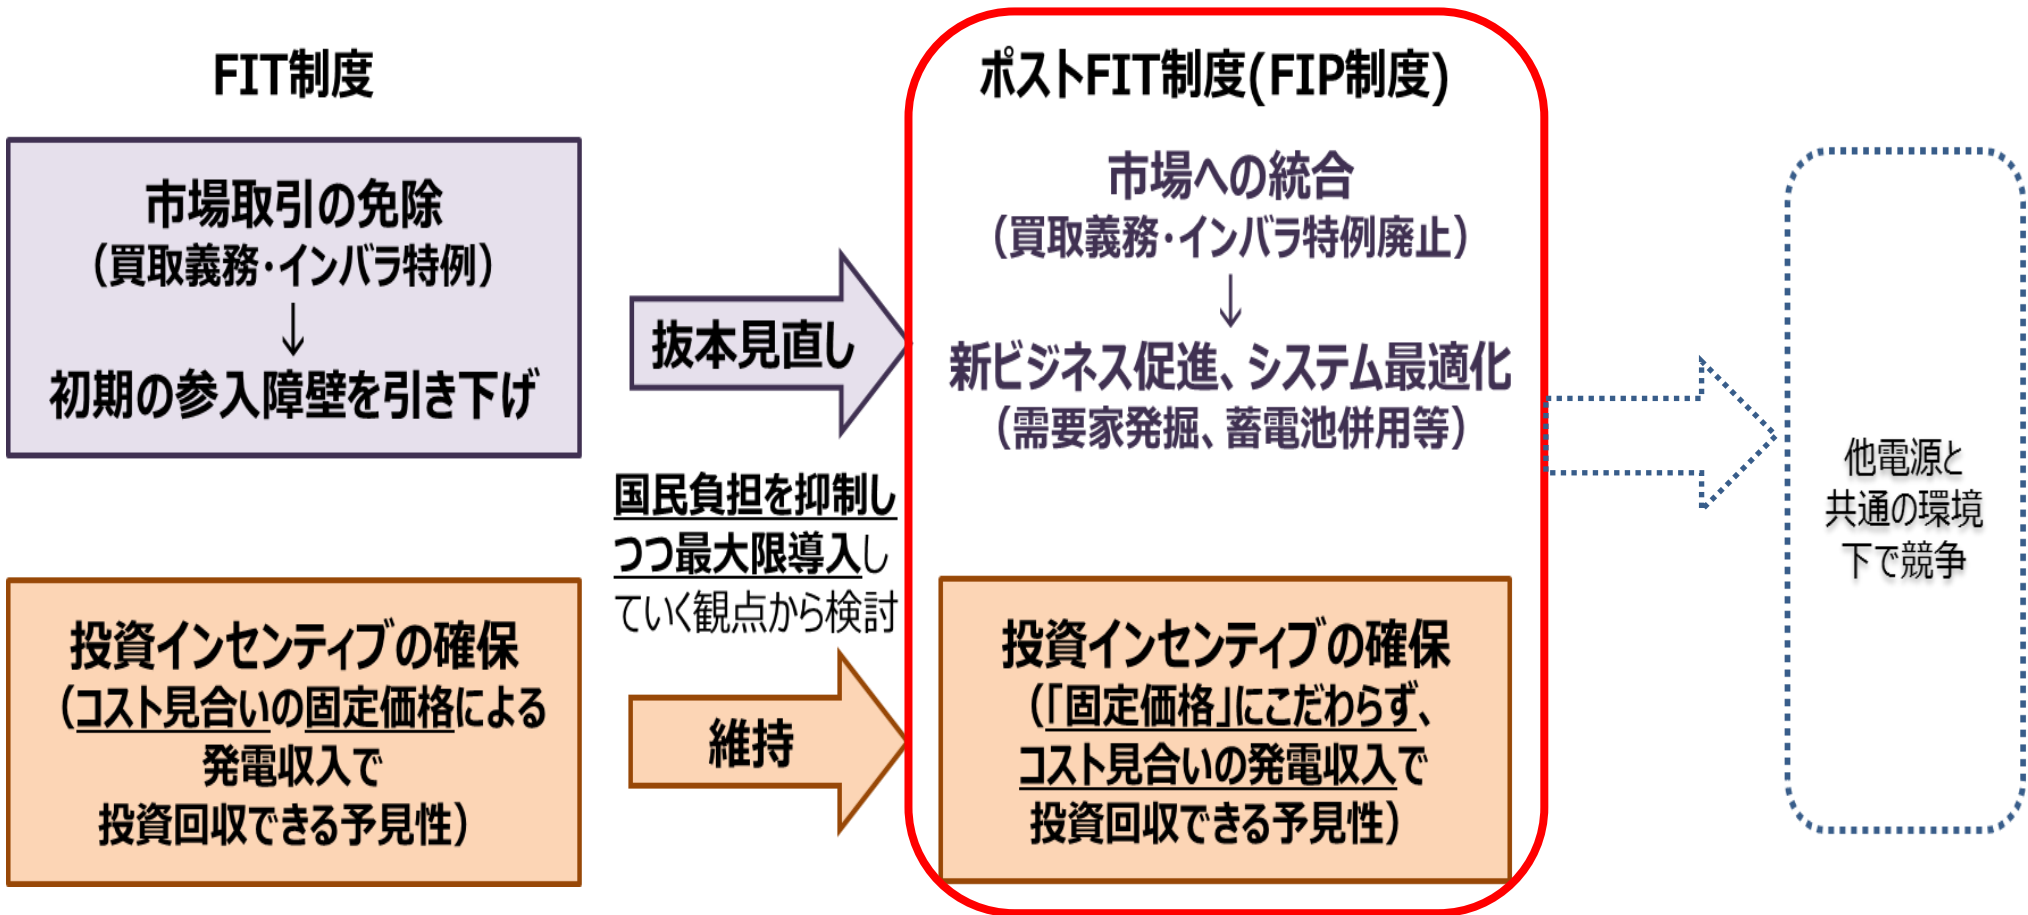 FIT制度
市場取引の免除
（買取義務・インバラ特例）
↓
初期の参入障壁を引き下げ
投資インセンティブの確保
（コスト見合いの固定価格による
発電収入で
投資回収できる予見性）
抜本見直し
国民負担を抑制し
つつ最大限導入し
ていく観点から検討
維持
ポストFIT制度(FIP制度)
市場への統合
（買取義務・インバラ特例廃止）
↓
新ビジネス促進、システム最適化
（需要家発掘、蓄電池併用等）
投資インセンティブの確保
（「固定価格」にこだわらず、
コスト見合いの発電収入で
投資回収できる予見性）
他電源と
共通の環境
下で競争